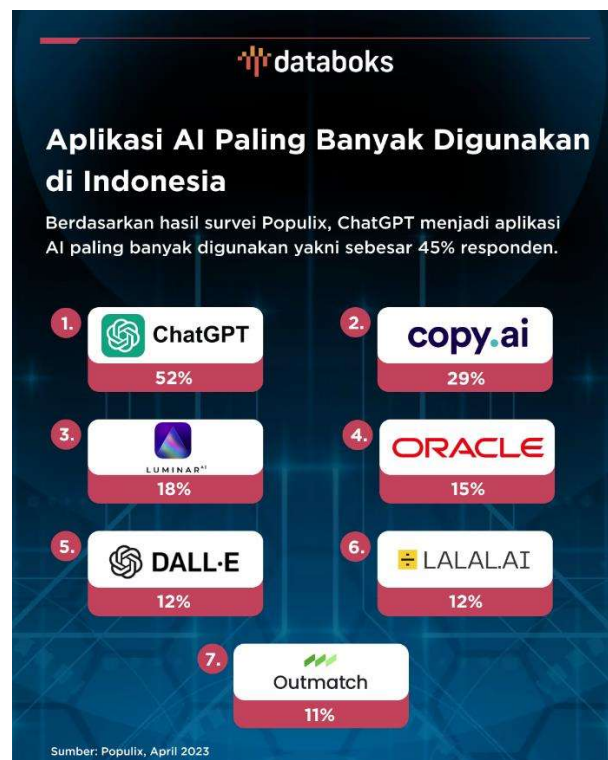 databoks
Aplikasi AI Paling Banyak Digunakan
di Indonesia
Berdasarkan hasil survei Populix, ChatGPT menjadi aplikasi
AI paling banyak digunakan yakni sebesar 45% responden.
1.
ChatGPT
52%
2.
copy.ai
29%
3.
LUMINAR AI
18%
4.
ORACLE
15%
5.
DALL·E
12%
6.
LALAL.AI
12%
7.
Outmatch
11%
Sumber: Populix, April 2023